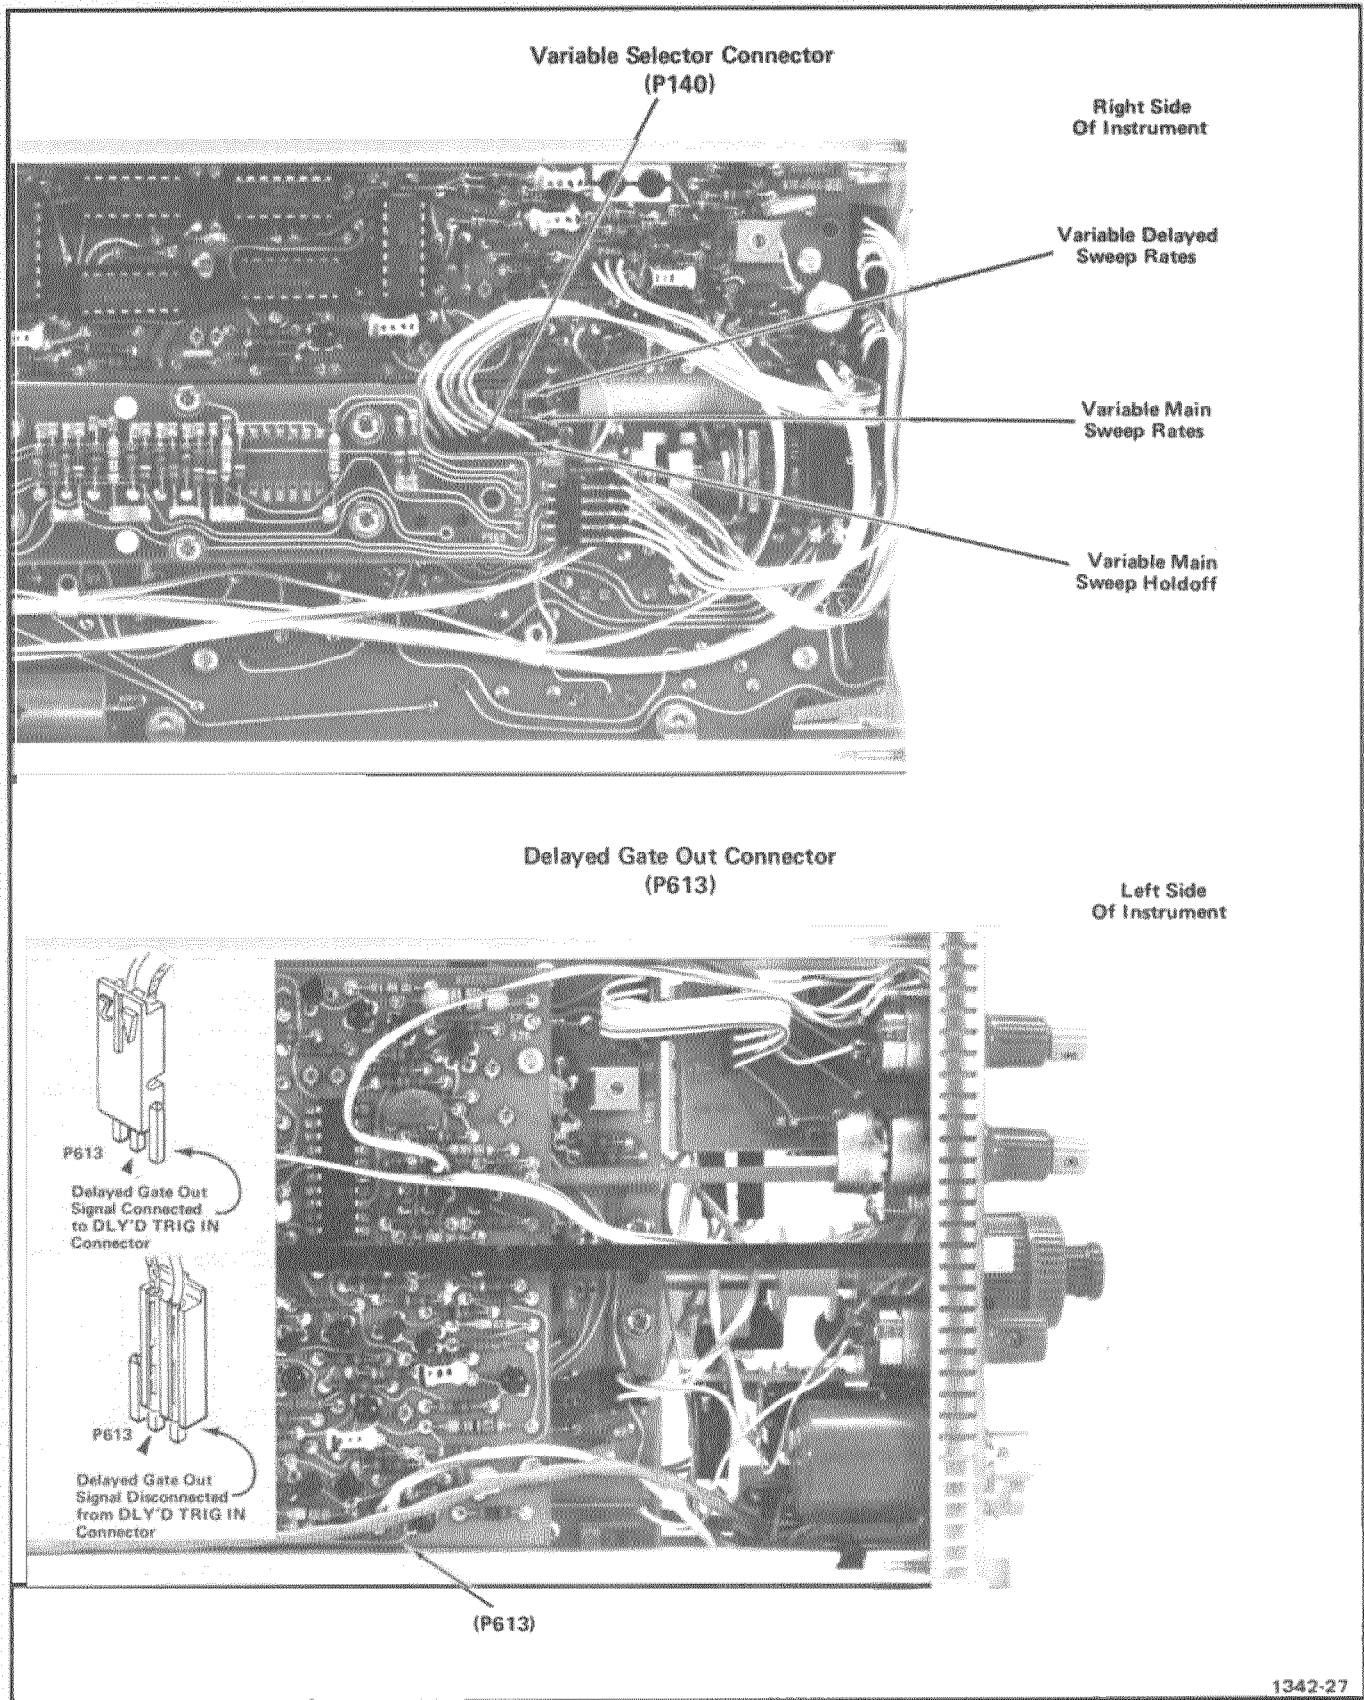 Variable Selector Connector
(P140)
Right Side
Of Instrument
Variable Delayed
Sweep Rates
Variable Main
Sweep Rates
Variable Main
Sweep Holdoff
Delayed Gate Out Connector
(P613)
Left Side
Of Instrument
P613
Delayed Gate Out
Signal Connected
to DLY'D TRIG IN
Connector
P613
Delayed Gate Out
Signal Disconnected
from DLY'D TRIG IN
Connector
(P613)
1342-27